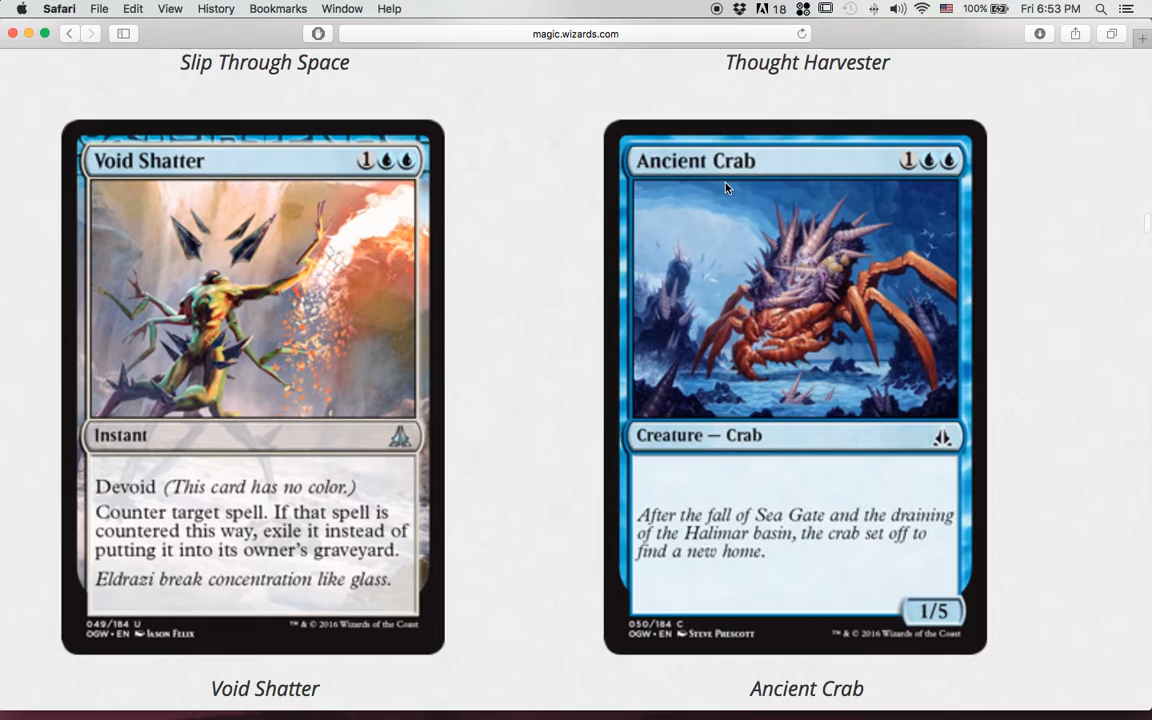 Safari File Edit View History Bookmarks Window Help 18 100% Fri 6:53 PM
magic.wizards.com
Slip Through Space
Thought Harvester
Void Shatter 1
Instant
Devoid (This card has no color.)
Counter target spell. If that spell is
countered this way, exile it instead of
putting it into its owner's graveyard.
Eldrazi break concentration like glass.
049/184 U
OGW • EN Jason Felix
™ & © 2016 Wizards of the Coast
Void Shatter
Ancient Crab 1
Creature — Crab
After the fall of Sea Gate and the draining
of the Halimar basin, the crab set off to
find a new home.
1/5
050/184 C
OGW • EN Steve Prescott
™ & © 2016 Wizards of the Coast
Ancient Crab